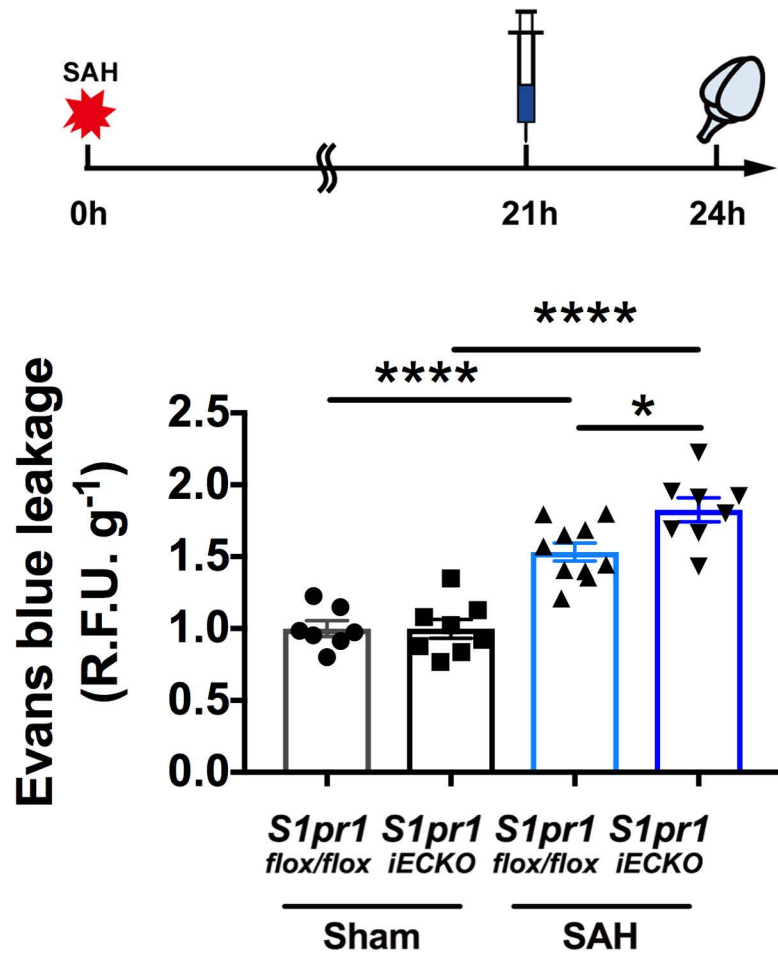 SAH
0h 21h 24h
****
****
*
Evans blue leakage
(R.F.U. g⁻¹)
2.5
2.0
1.5
1.0
0.5
0.0
S1pr1 S1pr1 S1pr1 S1pr1
flox/flox iECKO flox/flox iECKO
Sham SAH